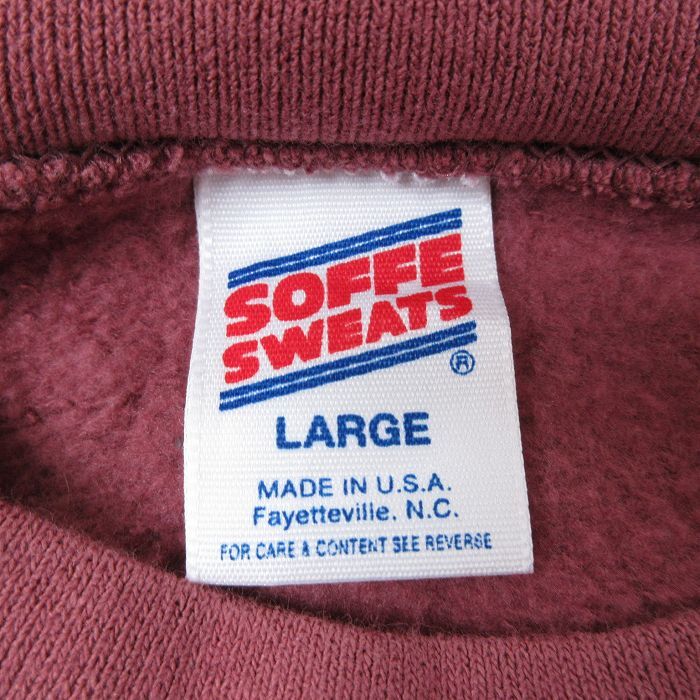 SOFFE
SWEATS
®
LARGE
MADE IN U.S.A.
Fayetteville, N.C.
FOR CARE & CONTENT SEE REVERSE